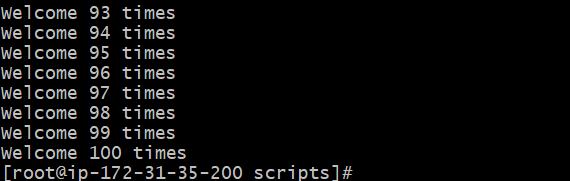 Welcome 93 times
Welcome 94 times
Welcome 95 times
Welcome 96 times
Welcome 97 times
Welcome 98 times
Welcome 99 times
Welcome 100 times
[root@ip-172-31-35-200 scripts]#